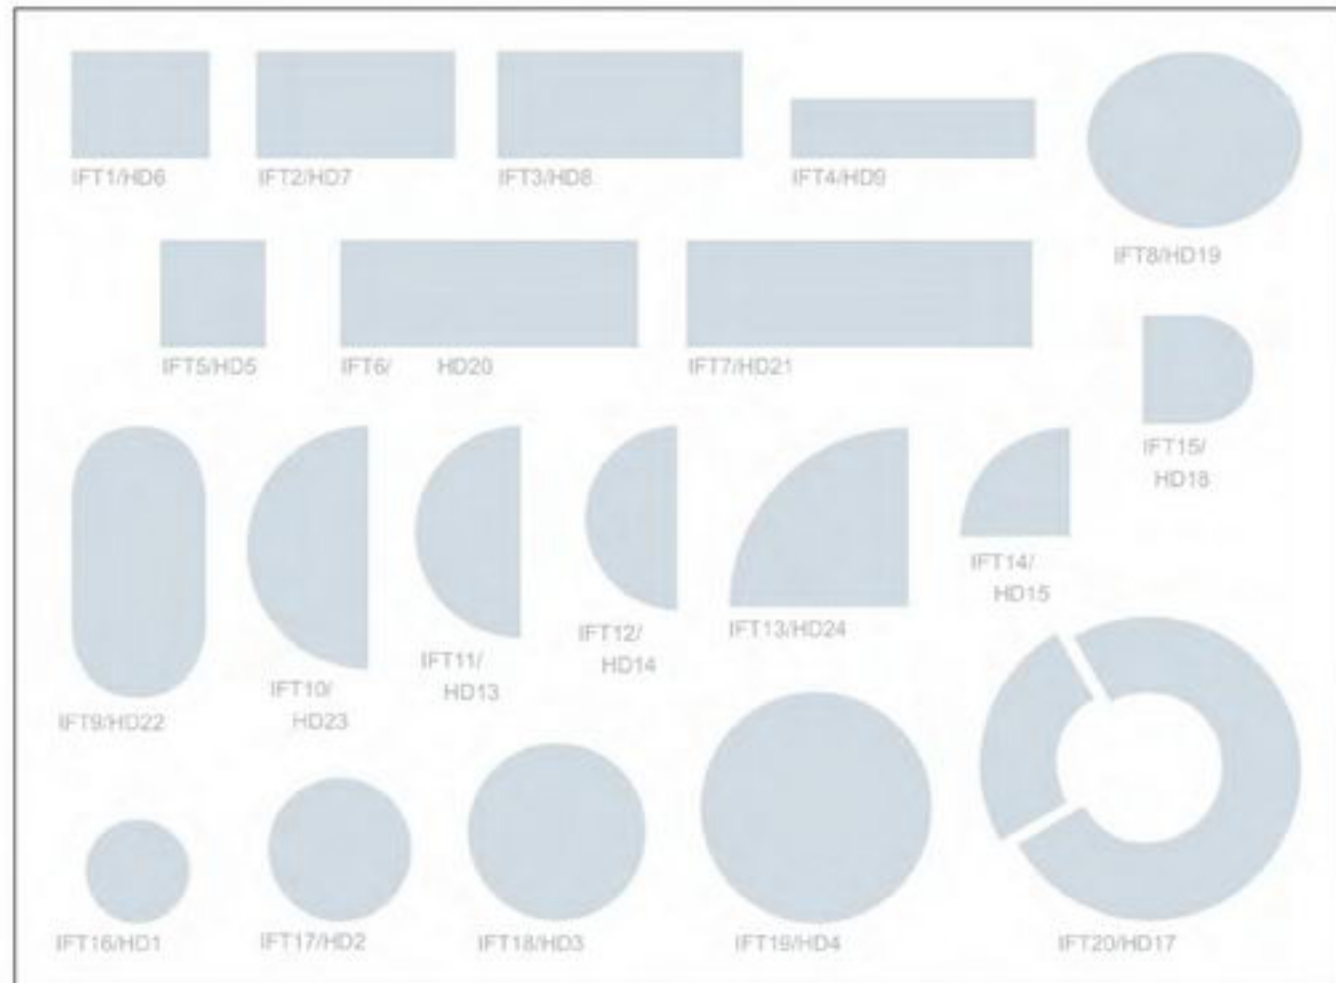 IFT1/HD6
IFT2/HD7
IFT3/HD8
IFT4/HD9
IFT8/HD19
IFT5/HD5
IFT6/ HD20
IFT7/HD21
IFT15/
HD18
IFT14/
HD15
IFT13/HD24
IFT12/
HD14
IFT11/
HD13
IFT10/
HD23
IFT9/HD22
IFT16/HD1
IFT17/HD2
IFT18/HD3
IFT19/HD4
IFT20/HD17